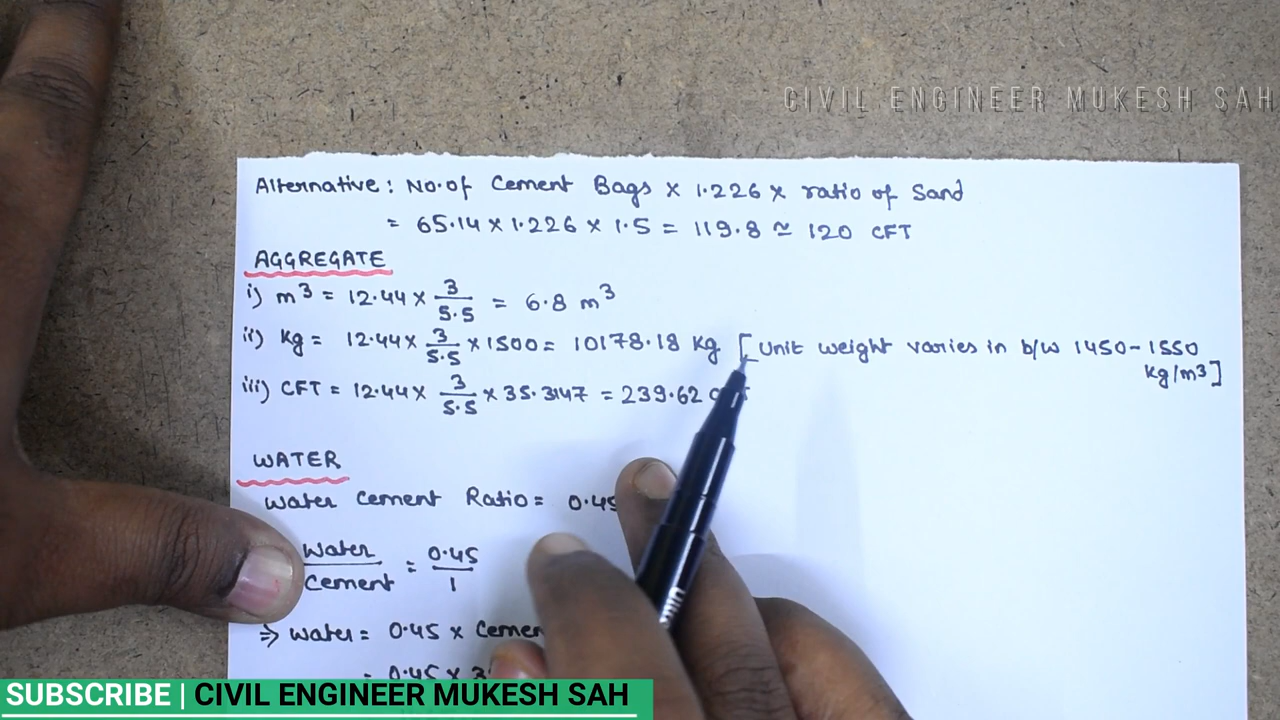 CIVIL ENGINEER MUKESH SAH
Alternative: No.of Cement Bags × 1.226 × ratio of Sand
= 65.14 × 1.226 × 1.5 = 119.8 ≃ 120 CFT
AGGREGATE
i) m³ = 12.44 × 3/5.5 = 6.8 m³
ii) Kg = 12.44 × 3/5.5 × 1500 = 10178.18 Kg [Unit weight varies in b/w 1450-1550 Kg/m³]
iii) CFT = 12.44 × 3/5.5 × 35.3147 = 239.62
WATER
Water Cement Ratio = 0.45
Water/Cement = 0.45/1
⇒ Water = 0.45 × Cemen
= 0.45 × 3
SUBSCRIBE | CIVIL ENGINEER MUKESH SAH